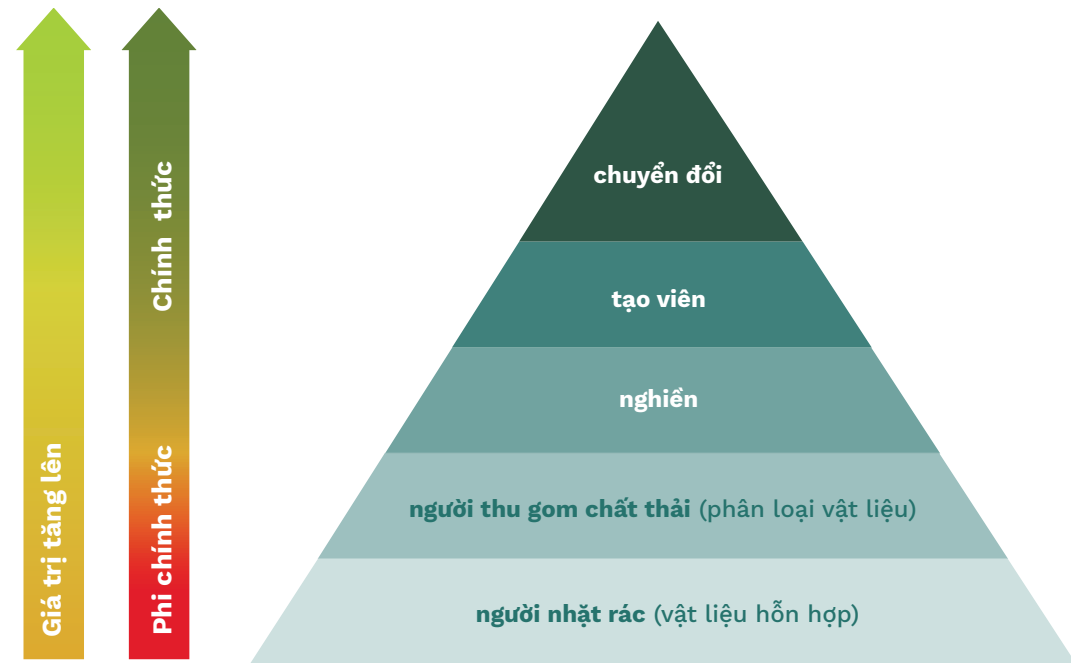 Giá trị tăng lên
Chính thức
Phi chính thức
chuyển đổi
tạo viên
nghiền
người thu gom chất thải (phân loại vật liệu)
người nhặt rác (vật liệu hỗn hợp)